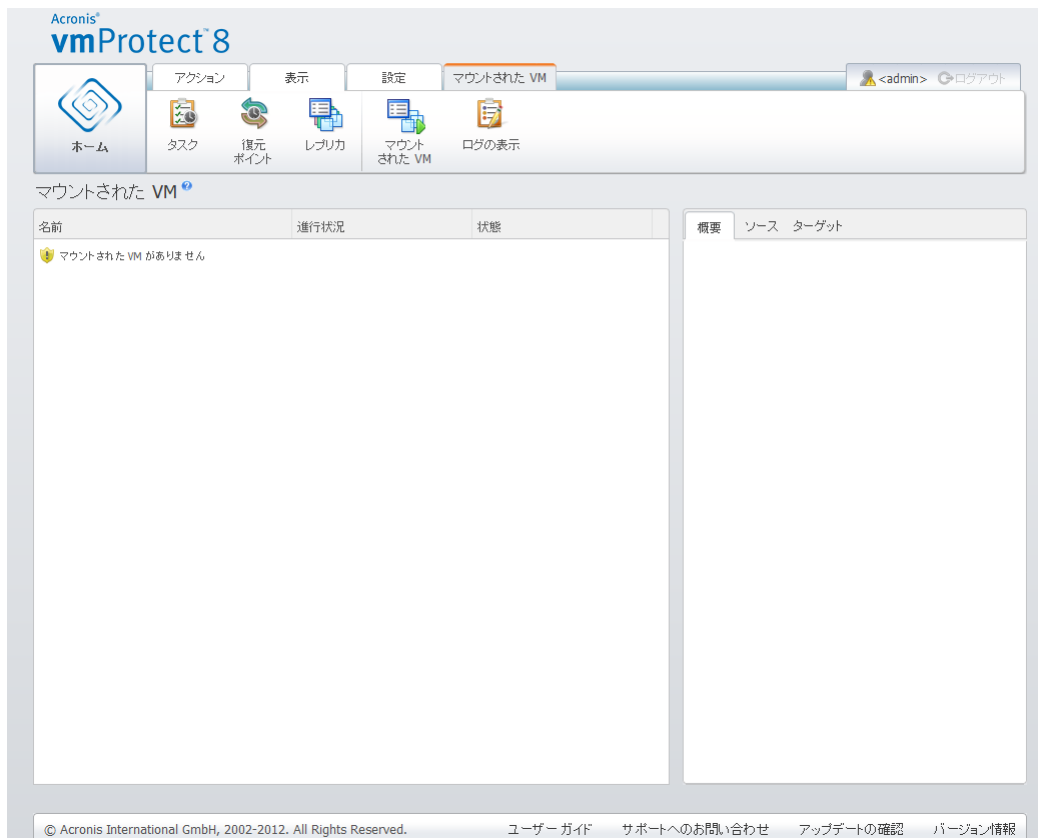 Acronis®
vmProtect™ 8
アクション 表示 設定 マウントされた VM <admin> ログアウト
ホーム
タスク
復元
ポイント
レプリカ
マウント
された VM
ログの表示
マウントされた VM
名前 進行状況 状態
マウントされた VM がありません
概要 ソース ターゲット
© Acronis International GmbH, 2002-2012. All Rights Reserved. ユーザー ガイド サポートへのお問い合わせ アップデートの確認 バージョン情報